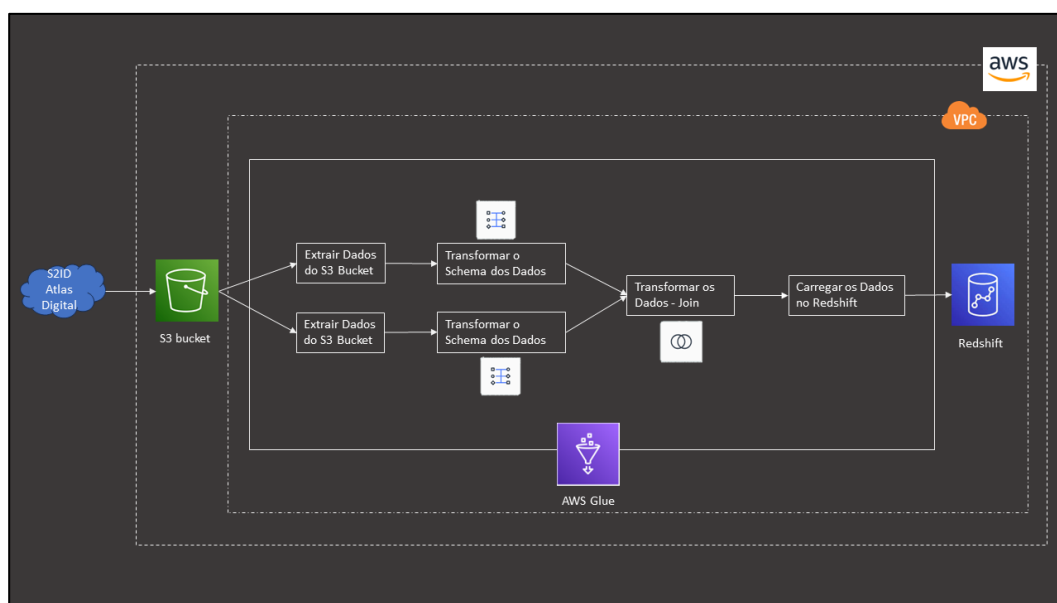 aws
VPC
S2ID
Atlas
Digital
S3 bucket
Extrair Dados
do S3 Bucket
Transformar o
Schema dos Dados
Extrair Dados
do S3 Bucket
Transformar o
Schema dos Dados
Transformar os
Dados - Join
Carregar os Dados
no Redshift
Redshift
AWS Glue